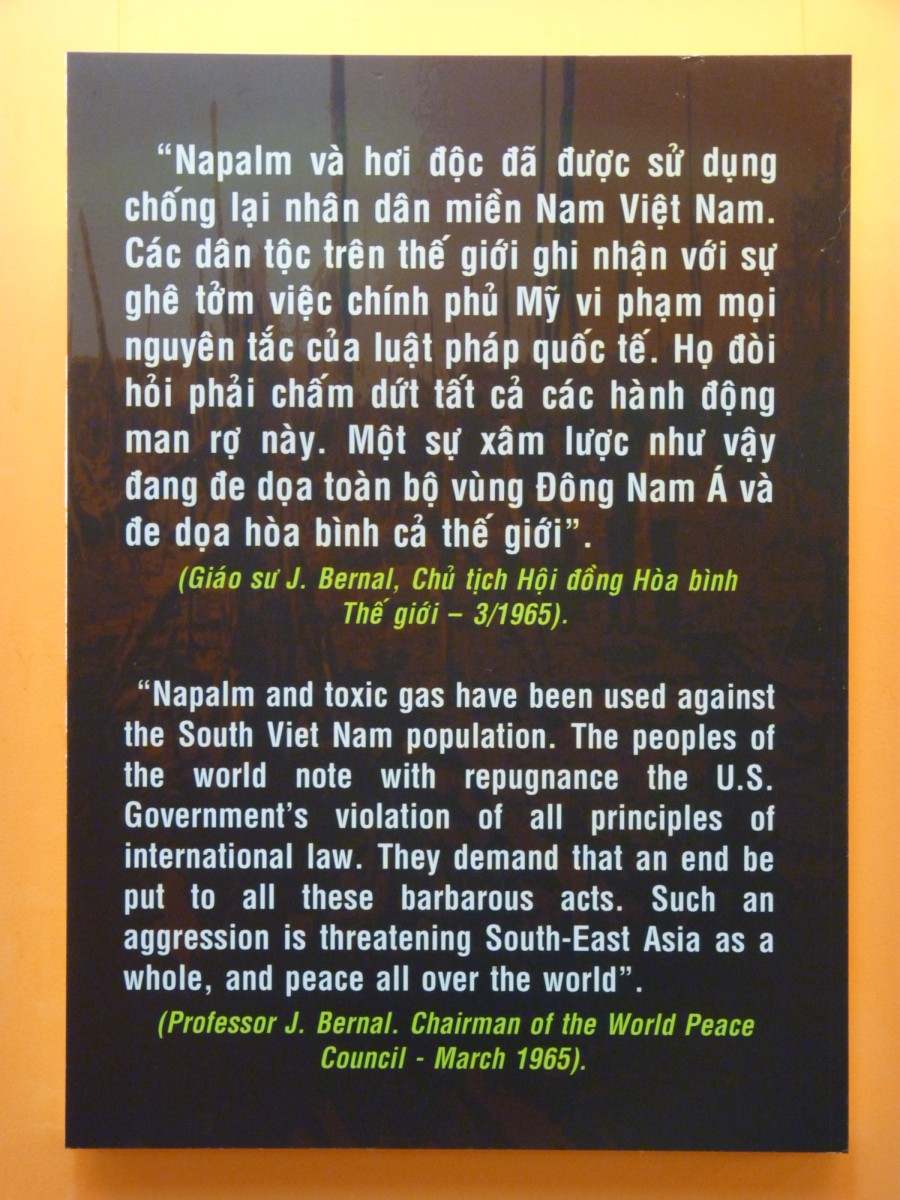 “Napalm và hơi độc đã được sử dụng
chống lại nhân dân miền Nam Việt Nam.
Các dân tộc trên thế giới ghi nhận với sự
ghê tởm việc chính phủ Mỹ vi phạm mọi
nguyên tắc của luật pháp quốc tế. Họ đòi
hỏi phải chấm dứt tất cả các hành động
man rợ này. Một sự xâm lược như vậy
đang đe dọa toàn bộ vùng Đông Nam Á và
đe dọa hòa bình cả thế giới”.
(Giáo sư J. Bernal, Chủ tịch Hội đồng Hòa bình
Thế giới – 3/1965).
“Napalm and toxic gas have been used against
the South Viet Nam population. The peoples of
the world note with repugnance the U.S.
Government’s violation of all principles of
international law. They demand that an end be
put to all these barbarous acts. Such an
aggression is threatening South-East Asia as a
whole, and peace all over the world”.
(Professor J. Bernal. Chairman of the World Peace
Council - March 1965).